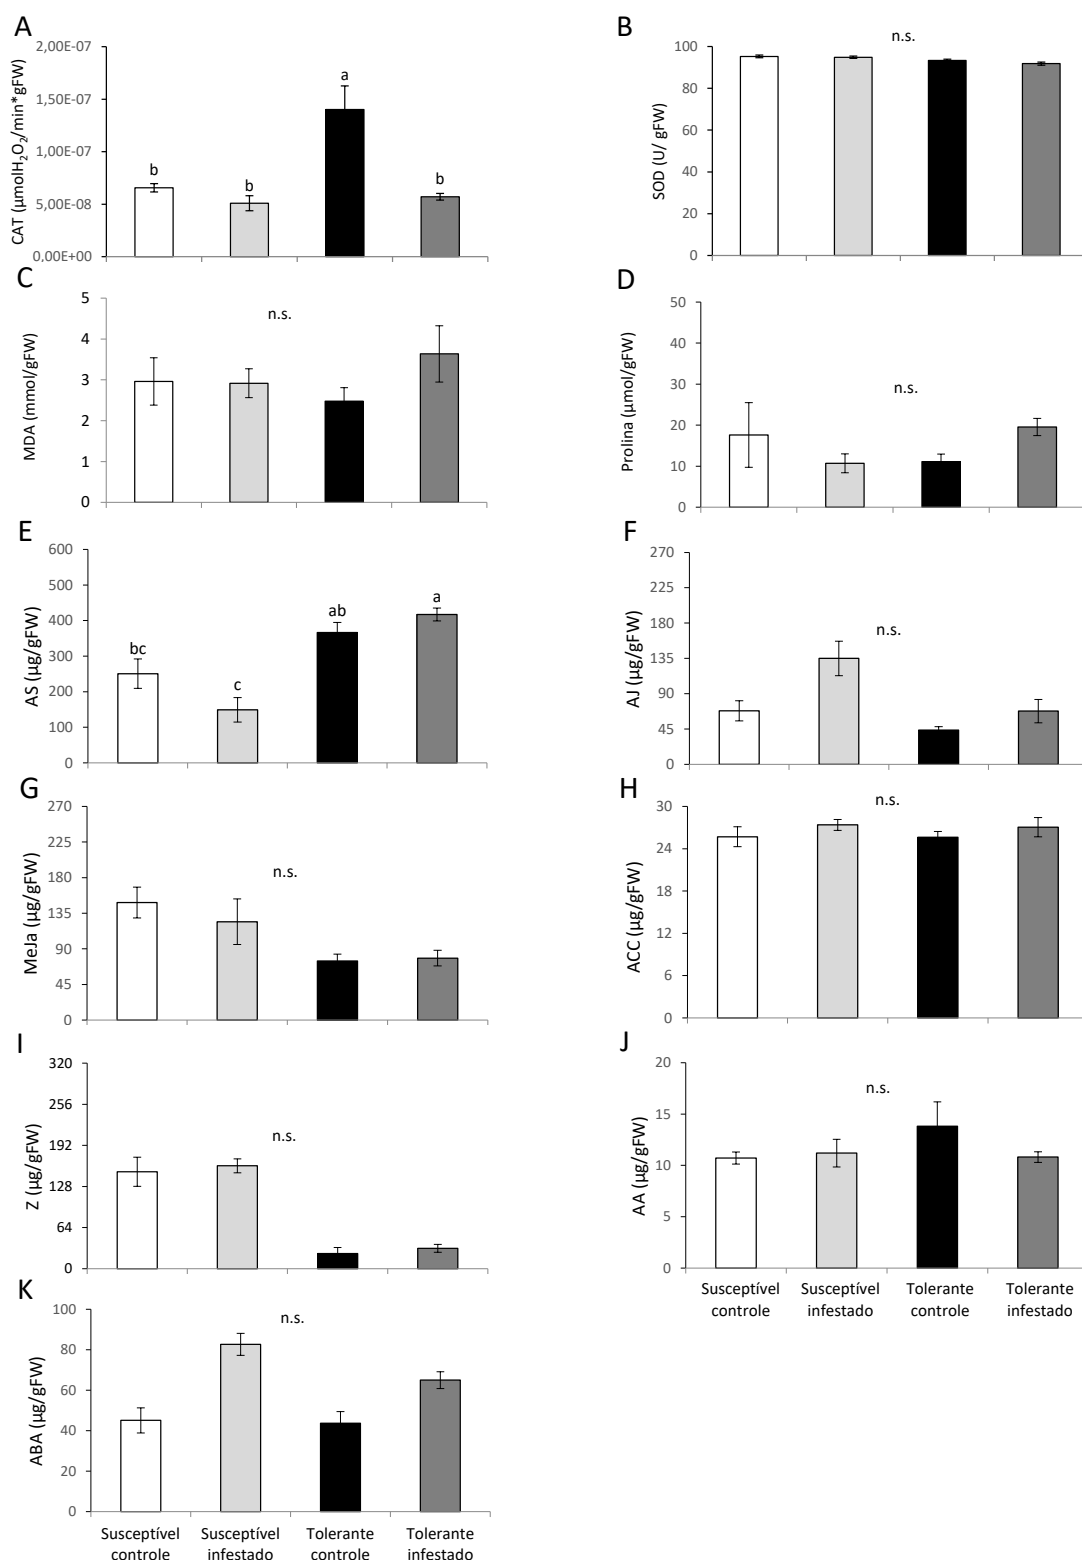 A
CAT (µmolH₂O₂/min*gFW)
2,00E-07
1,50E-07
1,00E-07
5,00E-08
0,00E+00
b
b
a
b
B
SOD (U/ gFW)
100
80
60
40
20
0
n.s.
C
MDA (mmol/gFW)
5
4
3
2
1
0
n.s.
D
Prolina (µmol/gFW)
50
40
30
20
10
0
n.s.
E
AS (µg/gFW)
600
500
400
300
200
100
0
bc
c
ab
a
F
AJ (µg/gFW)
270
225
180
135
90
45
0
n.s.
G
MeJa (µg/gFW)
270
225
180
135
90
45
0
n.s.
H
ACC (µg/gFW)
30
24
18
12
6
0
n.s.
I
Z (µg/gFW)
320
256
192
128
64
0
n.s.
J
AA (µg/gFW)
20
15
10
5
0
n.s.
Susceptível
controle
Susceptível
infestado
Tolerante
controle
Tolerante
infestado
K
ABA (µg/gFW)
100
80
60
40
20
0
n.s.
Susceptível
controle
Susceptível
infestado
Tolerante
controle
Tolerante
infestado